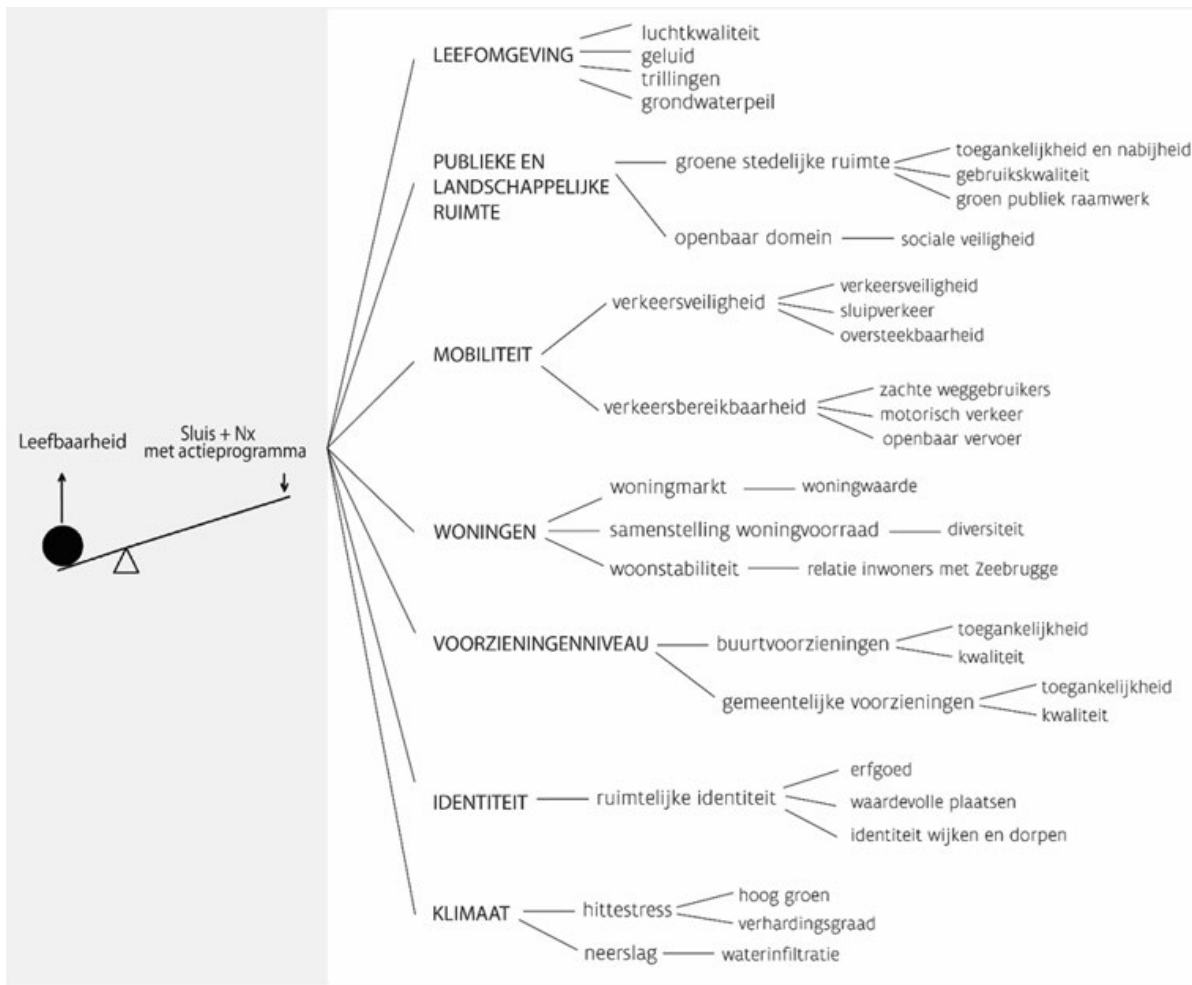 Leefbaarheid
Sluis + Nx
met actieprogramma
LEEFOMGEVING
luchtkwaliteit
geluid
trillingen
grondwaterpeil
PUBLIEKE EN
LANDSCHAPPELIJKE
RUIMTE
groene stedelijke ruimte
toegankelijkheid en nabijheid
gebruikskwaliteit
groen publiek raamwerk
openbaar domein
sociale veiligheid
MOBILITEIT
verkeersveiligheid
verkeersveiligheid
sluipverkeer
oversteekbaarheid
verkeersbereikbaarheid
zachte weggebruikers
motorisch verkeer
openbaar vervoer
WONINGEN
woningmarkt
woningwaarde
samenstelling woningvoorraad
diversiteit
woonstabiliteit
relatie inwoners met Zeebrugge
VOORZIENINGENNIVEAU
buurtvoorzieningen
toegankelijkheid
kwaliteit
gemeentelijke voorzieningen
toegankelijkheid
kwaliteit
IDENTITEIT
ruimtelijke identiteit
erfgoed
waardevolle plaatsen
identiteit wijken en dorpen
KLIMAAT
hittestress
hoog groen
verhardingsgraad
neerslag
waterinfiltratie